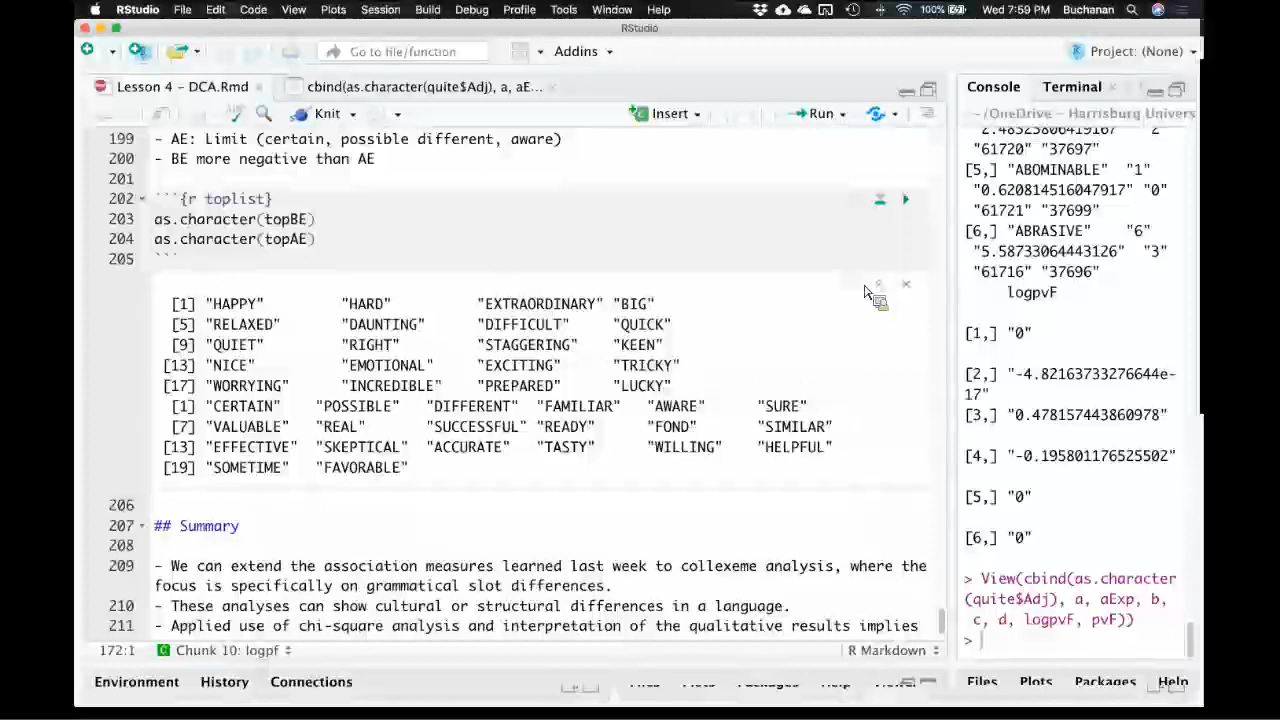 RStudio File Edit Code View Plots Session Build Debug Profile Tools Window Help 100% Wed 7:59 PM Buchanan
RStudio
Go to file/function Addins Project: (None)
Lesson 4 - DCA.Rmd cbind(as.character(quite$Adj), a, aE...
Knit Insert Run
199 - AE: Limit (certain, possible different, aware)
200 - BE more negative than AE
201
202 ```{r toplist}
203 as.character(topBE)
204 as.character(topAE)
205 ```
[1] "HAPPY" "HARD" "EXTRAORDINARY" "BIG"
[5] "RELAXED" "DAUNTING" "DIFFICULT" "QUICK"
[9] "QUIET" "RIGHT" "STAGGERING" "KEEN"
[13] "NICE" "EMOTIONAL" "EXCITING" "TRICKY"
[17] "WORRYING" "INCREDIBLE" "PREPARED" "LUCKY"
[1] "CERTAIN" "POSSIBLE" "DIFFERENT" "FAMILIAR" "AWARE" "SURE"
[7] "VALUABLE" "REAL" "SUCCESSFUL" "READY" "FOND" "SIMILAR"
[13] "EFFECTIVE" "SKEPTICAL" "ACCURATE" "TASTY" "WILLING" "HELPFUL"
[19] "SOMETIME" "FAVORABLE"
206
207 ## Summary
208
209 - We can extend the association measures learned last week to collexeme analysis, where the
focus is specifically on grammatical slot differences.
210 - These analyses can show cultural or structural differences in a language.
211 - Applied use of chi-square analysis and interpretation of the qualitative results implies
172:1 Chunk 10: logpf R Markdown
Environment History Connections
Console Terminal
~/OneDrive - Harrisburg Univers
"61720" "37697"
[5,] "ABOMINABLE" "1"
"0.620814516047917" "0"
"61721" "37699"
[6,] "ABRASIVE" "6"
"5.58733064443126" "3"
"61716" "37696"
logpvF
[1,] "0"
[2,] "-4.82163733276644e-
17"
[3,] "0.478157443860978"
[4,] "-0.195801176525502"
[5,] "0"
[6,] "0"
> View(cbind(as.character
(quite$Adj), a, aExp, b,
c, d, logpvF, pvF))
>
Files Plots Packages Help